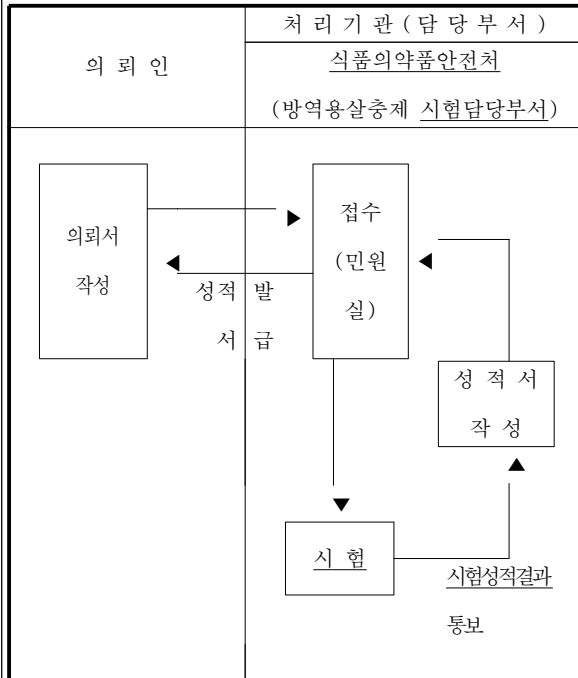 처 리 기 관 ( 담 당 부 서 )
의 뢰 인
식품의약품안전처
(방역용살충제 시험담당부서)
의뢰서
작성
접수
(민원
실)
성적 발
서 급
성 적 서
작 성
시 험
시험성적결과
통보